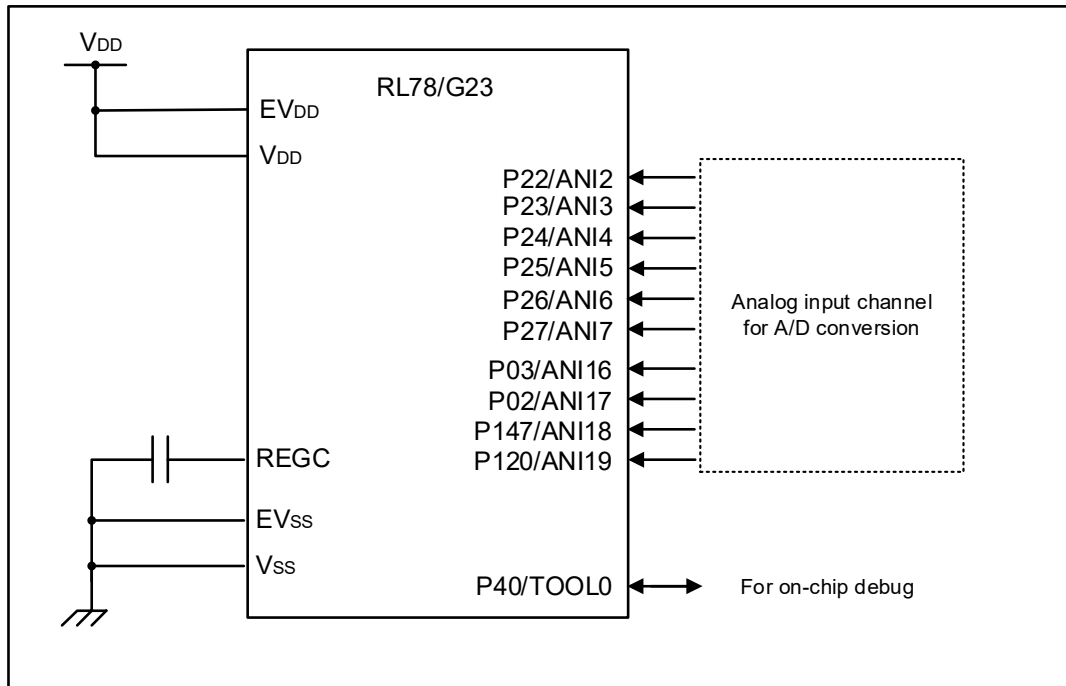 VDD
RL78/G23
EVDD
VDD
P22/ANI2
P23/ANI3
P24/ANI4
P25/ANI5
P26/ANI6
P27/ANI7
P03/ANI16
P02/ANI17
P147/ANI18
P120/ANI19
Analog input channel
for A/D conversion
REGC
EVSS
VSS
P40/TOOL0
For on-chip debug